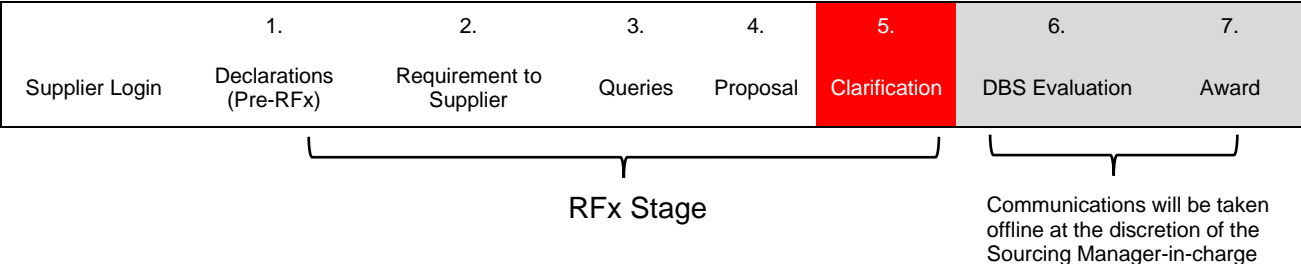 1. 2. 3. 4. 5. 6. 7.
Supplier Login Declarations (Pre-RFx) Requirement to Supplier Queries Proposal Clarification DBS Evaluation Award
RFx Stage
Communications will be taken
offline at the discretion of the
Sourcing Manager-in-charge